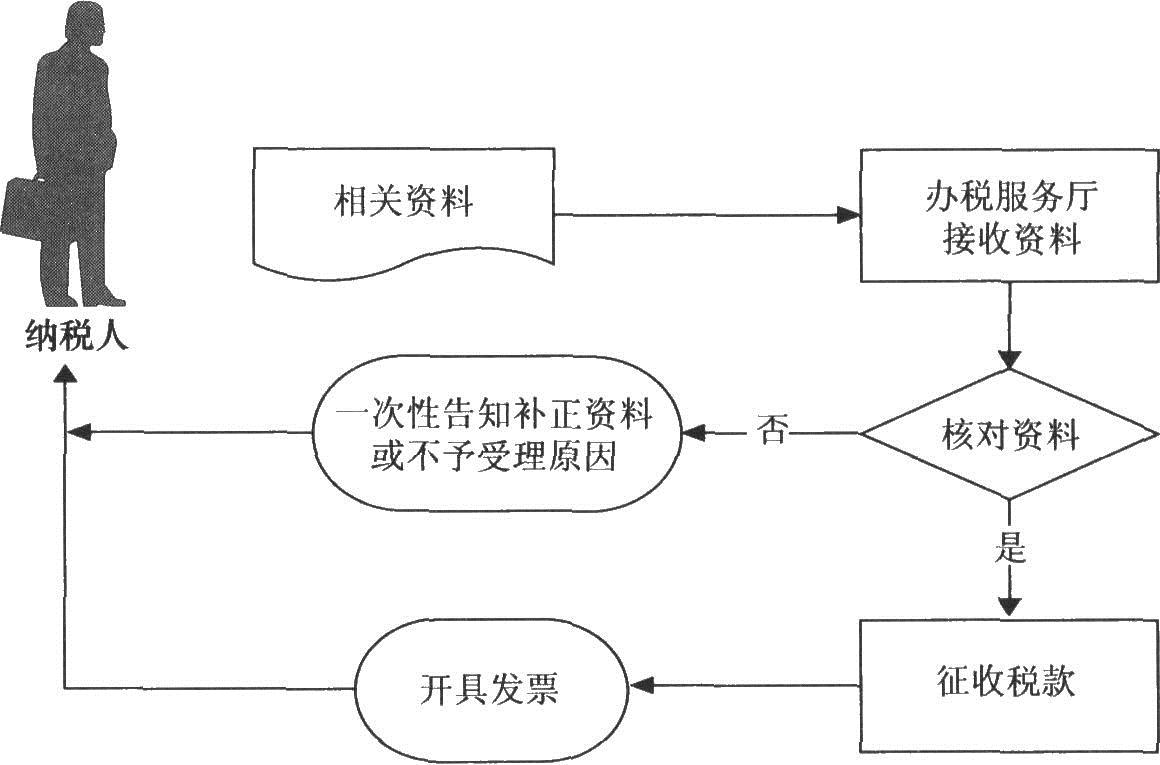 相关资料
办税服务厅
接收资料
纳税人
一次性告知补正资料
或不予受理原因
否
核对资料
是
开具发票
征收税款